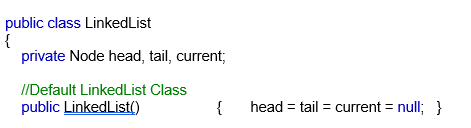 public class LinkedList
{
private Node head, tail, current;
//Default LinkedList Class
public LinkedList() { head = tail = current = null; }